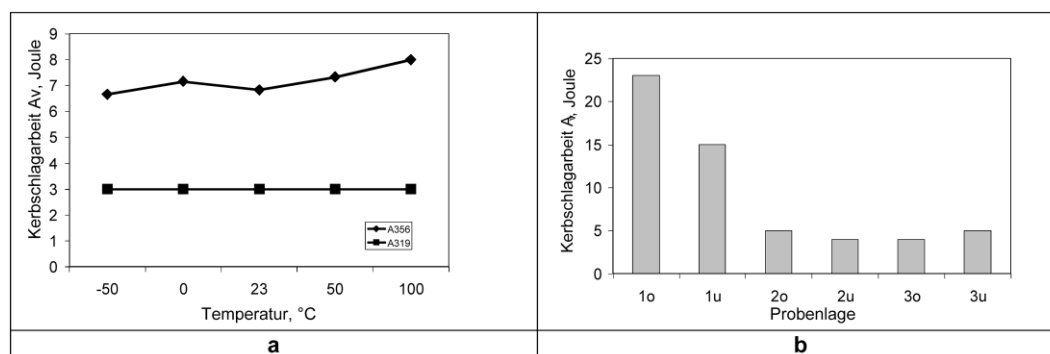 9
8
7
6
5
4
3
2
1
0
Kerbschlagarbeit Av, Joule
A356
A319
-50 0 23 50 100
Temperatur, °C
a
25
20
15
10
5
0
Kerbschlagarbeit Av, Joule
1o 1u 2o 2u 3o 3u
Probenlage
b